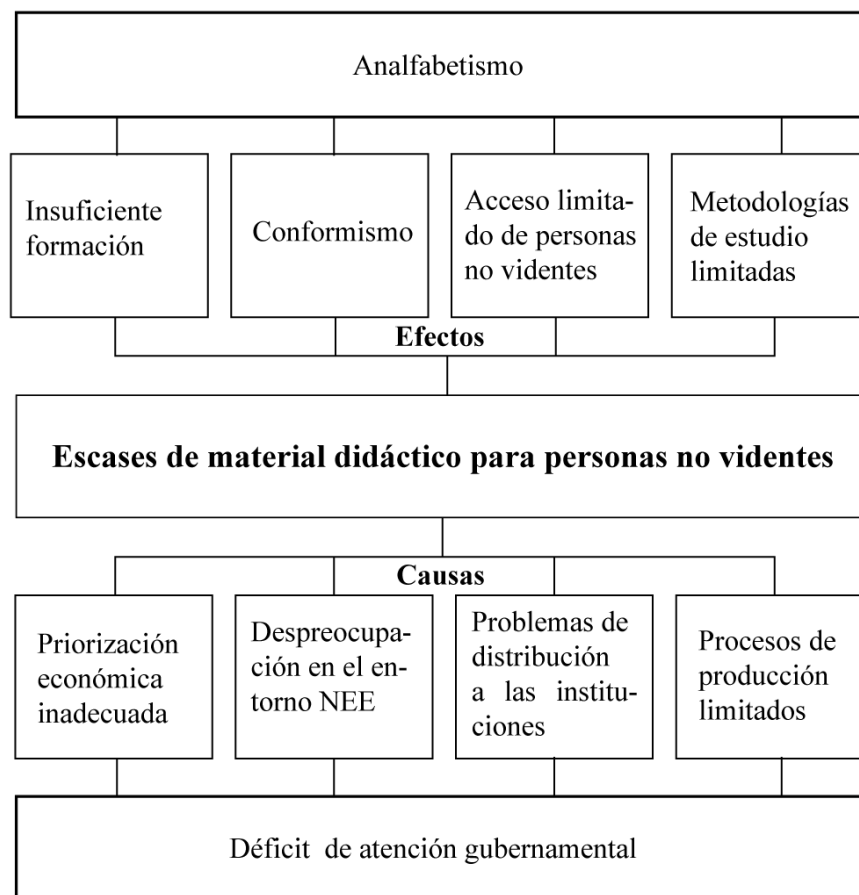 Analfabetismo
Insuficiente
formación
Conformismo
Acceso limita-
do de personas
no videntes
Metodologías
de estudio
limitadas
Efectos
Escases de material didáctico para personas no videntes
Causas
Priorización
económica
inadecuada
Despreocupa-
ción en el en-
torno NEE
Problemas de
distribución
a las institu-
ciones
Procesos de
producción
limitados
Déficit de atención gubernamental